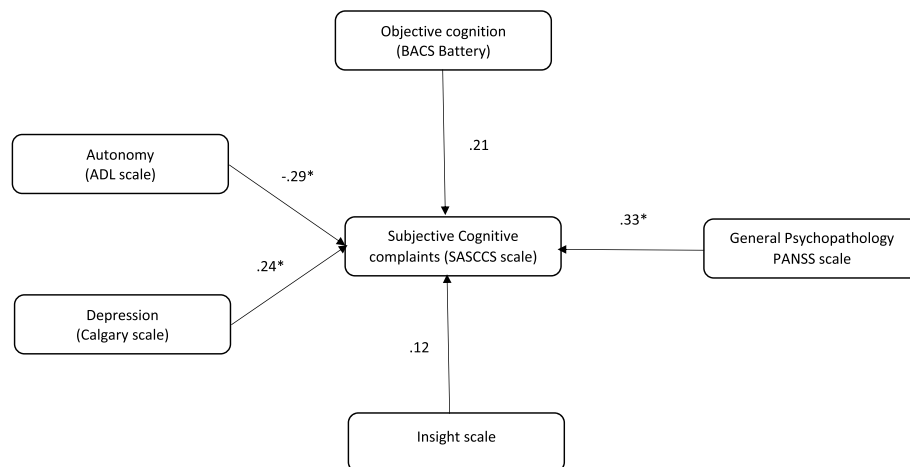 Objective cognition
(BACS Battery)
.21
Autonomy
(ADL scale)
-.29*
Subjective Cognitive
complaints (SASCCS scale)
.33*
General Psychopathology
PANSS scale
.24*
Depression
(Calgary scale)
.12
Insight scale